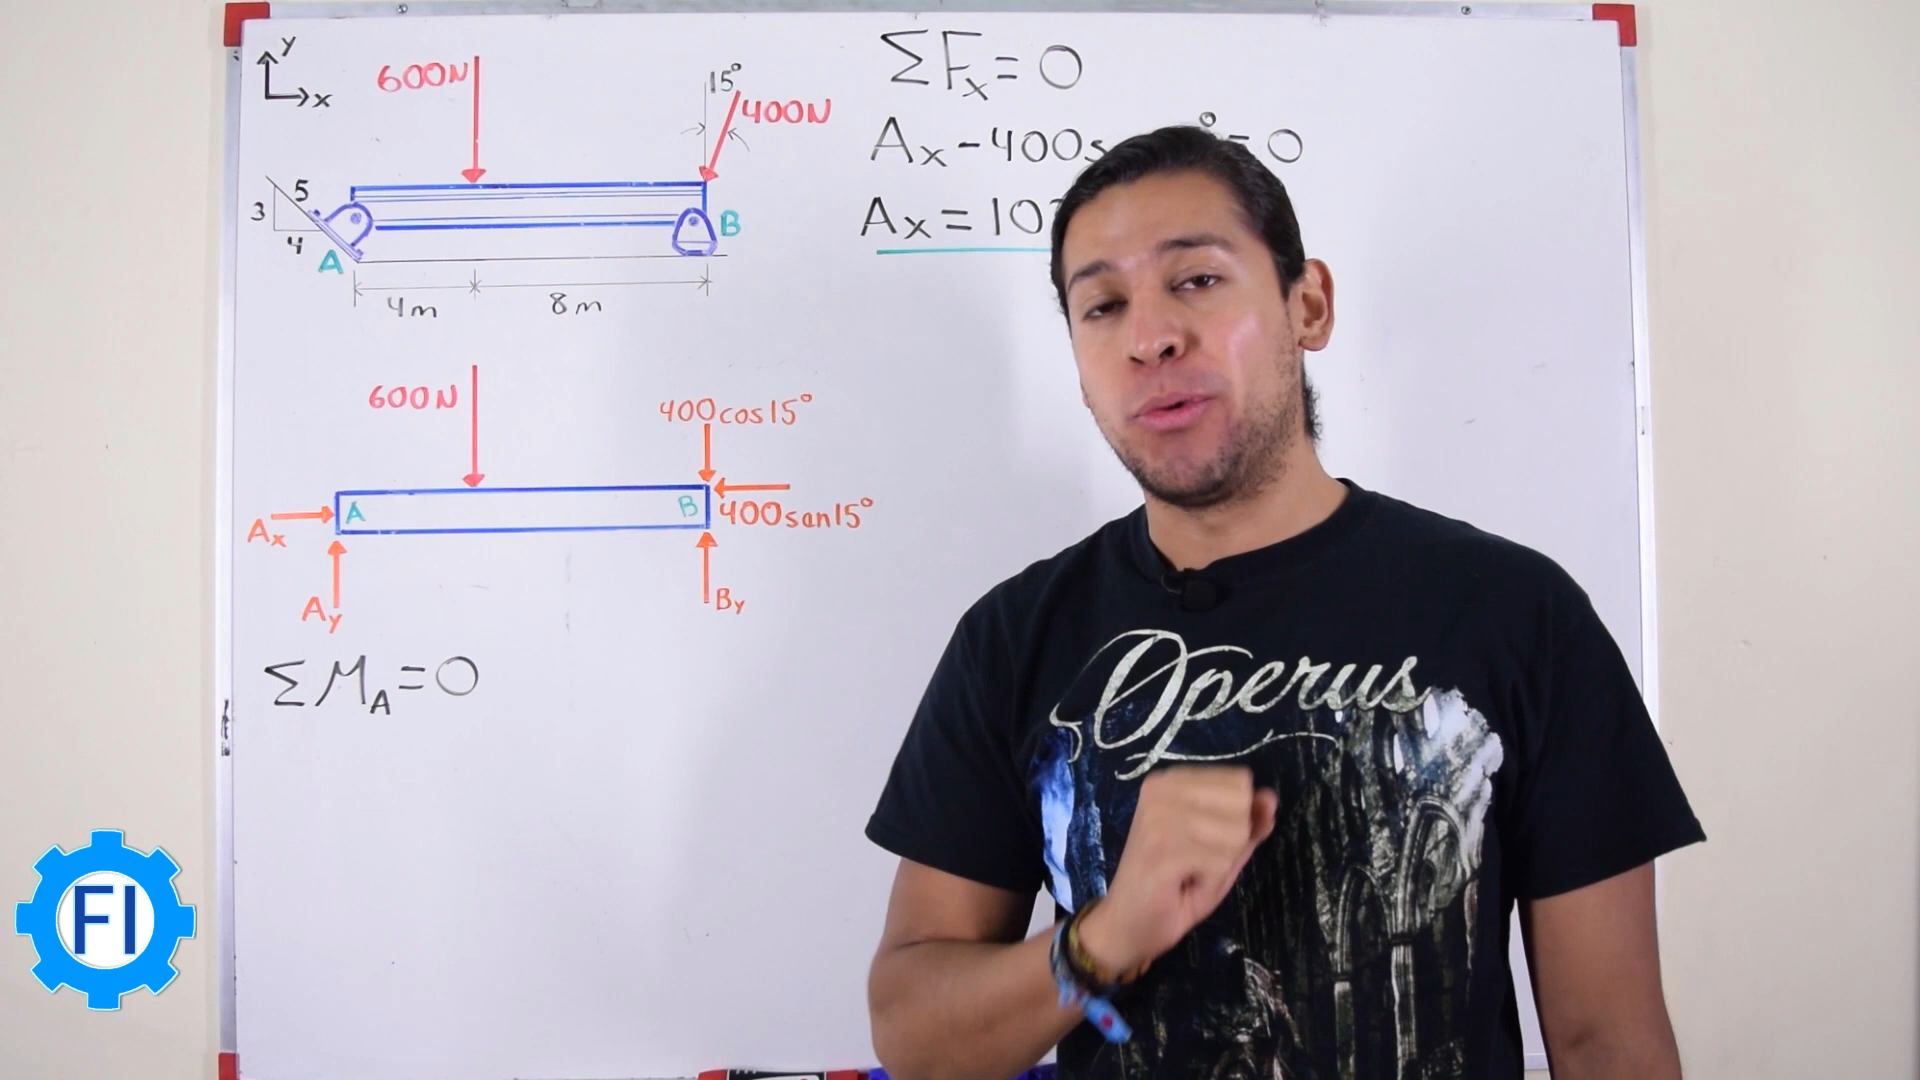 y
x
600N
15°
400N
5
3
4
A
B
4m
8m
ΣFx=0
Ax-400s °=0
Ax=10
600N
400cos15°
A
B
400san15°
Ax
Ay
By
ΣMA=0
Operus
FI